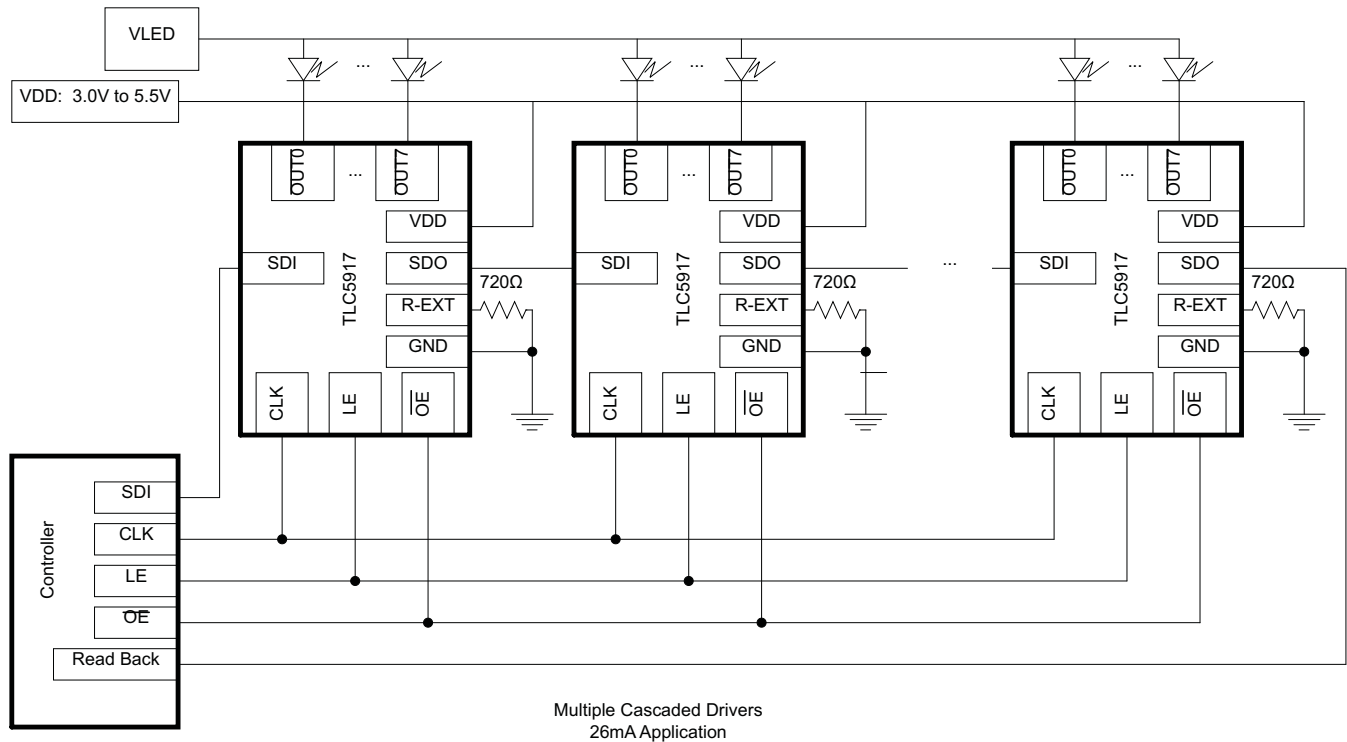 VLED
... ... ...
VDD: 3.0V to 5.5V
OUT0 ... OUT7
VDD
SDI
SDO
720Ω
R-EXT
GND
TLC5917
CLK
LE
OE
OUT0 ... OUT7
VDD
SDI
SDO
720Ω
R-EXT
GND
TLC5917
CLK
LE
OE
...
OUT0 ... OUT7
VDD
SDI
SDO
720Ω
R-EXT
GND
TLC5917
CLK
LE
OE
Controller
SDI
CLK
LE
OE
Read Back
Multiple Cascaded Drivers
26mA Application